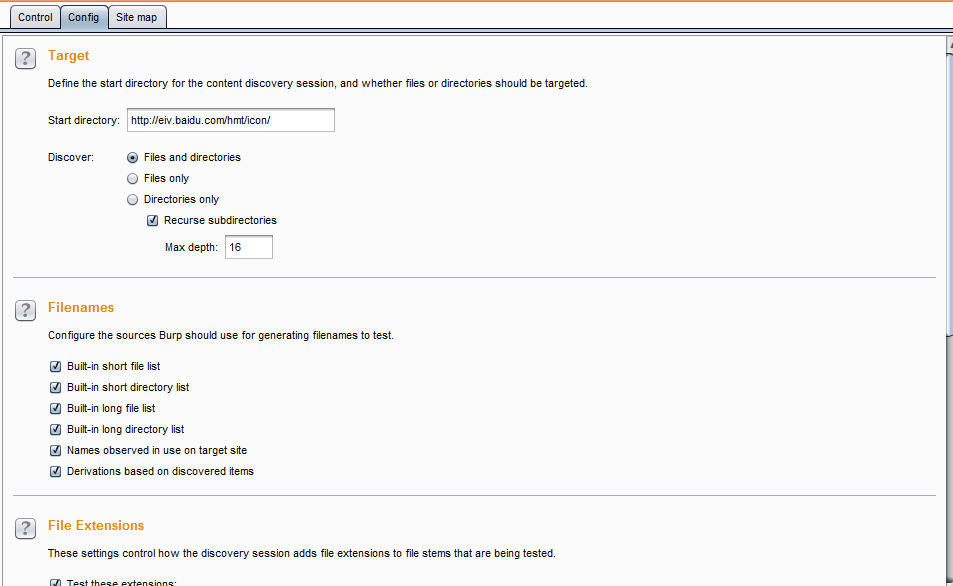 Control Config Site map
? Target
Define the start directory for the content discovery session, and whether files or directories should be targeted.
Start directory: http://eiv.baidu.com/hmt/icon/
Discover: Files and directories
Files only
Directories only
Recurse subdirectories
Max depth: 16
? Filenames
Configure the sources Burp should use for generating filenames to test.
Built-in short file list
Built-in short directory list
Built-in long file list
Built-in long directory list
Names observed in use on target site
Derivations based on discovered items
? File Extensions
These settings control how the discovery session adds file extensions to file stems that are being tested.
Test these extensions: